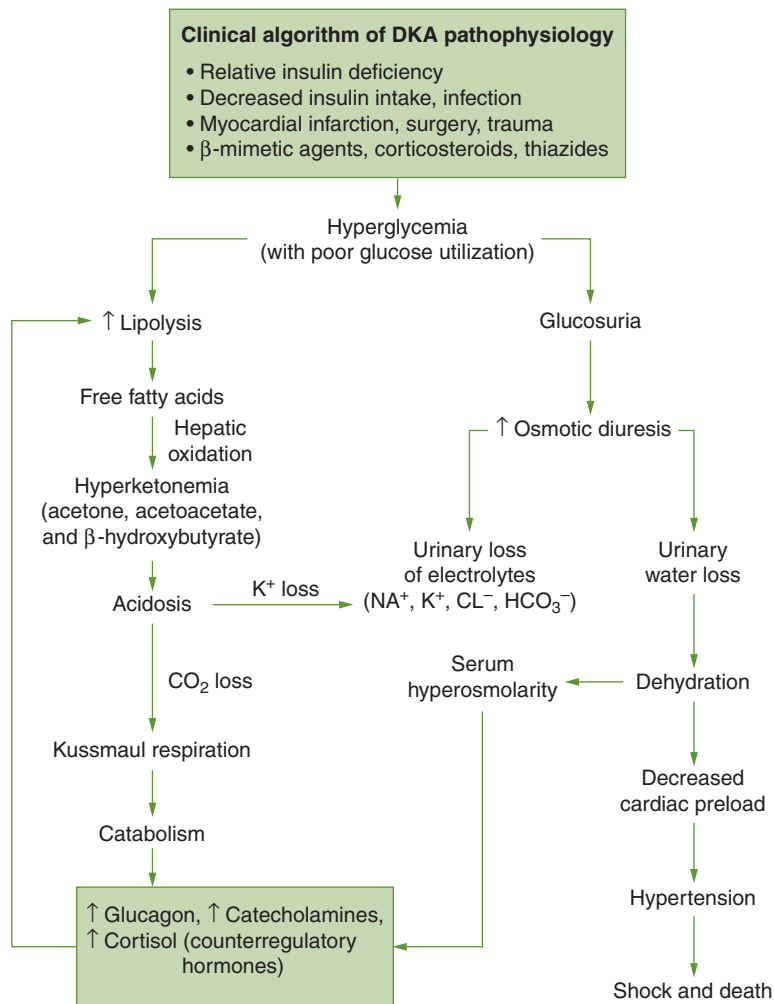 Clinical algorithm of DKA pathophysiology
• Relative insulin deficiency
• Decreased insulin intake, infection
• Myocardial infarction, surgery, trauma
• β-mimetic agents, corticosteroids, thiazides
Hyperglycemia
(with poor glucose utilization)
↑ Lipolysis
Glucosuria
Free fatty acids
Hepatic
oxidation
↑ Osmotic diuresis
Hyperketonemia
(acetone, acetoacetate,
and β-hydroxybutyrate)
Urinary loss
of electrolytes
(NA⁺, K⁺, CL⁻, HCO₃⁻)
Urinary
water loss
Acidosis
K⁺ loss
CO₂ loss
Serum
hyperosmolarity
Dehydration
Kussmaul respiration
Decreased
cardiac preload
Catabolism
Hypertension
↑ Glucagon, ↑ Catecholamines,
↑ Cortisol (counterregulatory
hormones)
Shock and death